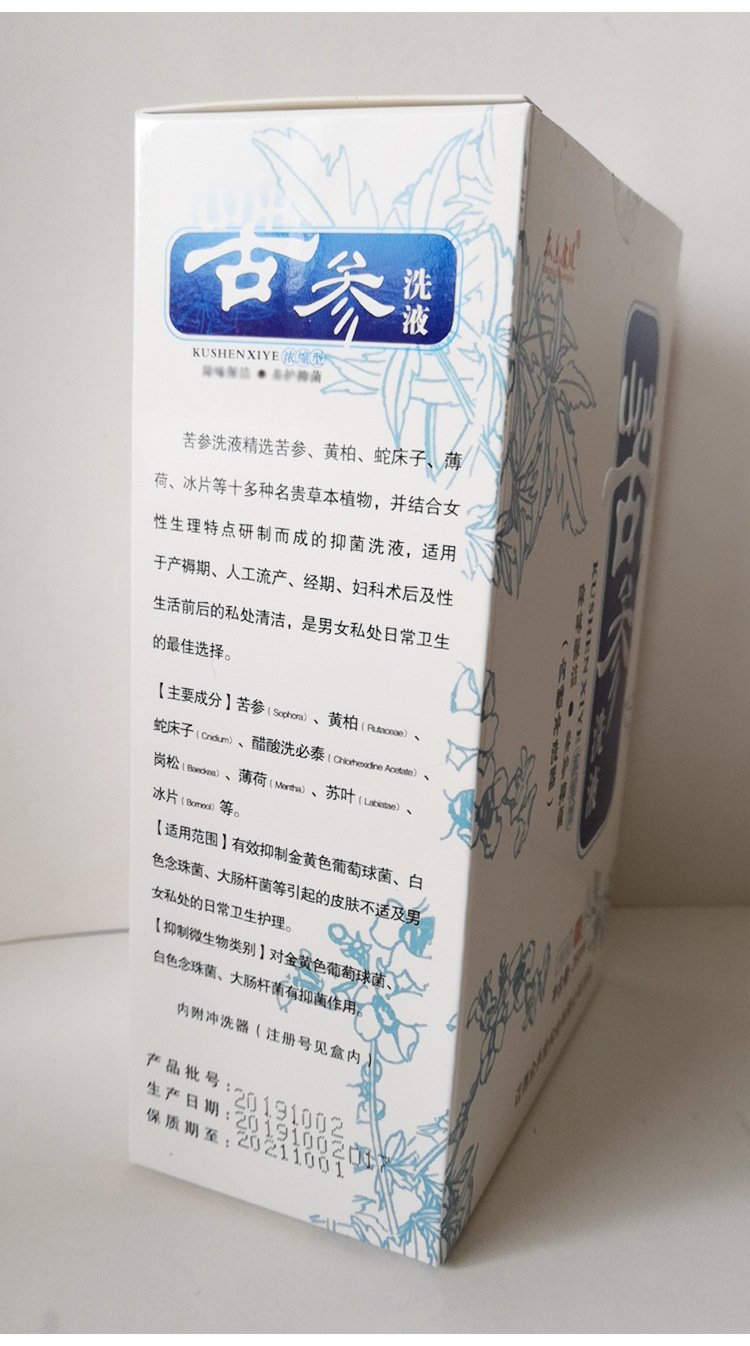 苦参洗液
KUSHENXIYE 浓缩型
苦参洗液精选苦参、黄柏、蛇床子、薄
荷、冰片等十多种名贵草本植物，并结合女
性生理特点研制而成的抑菌洗液，适用
于产褥期、人工流产、经期、妇科术后及性
生活前后的私处清洁，是男女私处日常卫生
的最佳选择。
【主要成分】苦参（Sophora）、黄柏（Rutaceae）、
蛇床子（Cnidium）、醋酸洗必泰（Chlorhexidine Acetate）、
岗松（Baeckea）、薄荷（Mentha）、苏叶（Labiatae）、
冰片（Borneol）等。
【适用范围】有效抑制金黄色葡萄球菌、白
色念珠菌、大肠杆菌等引起的皮肤不适及男
女私处的日常卫生护理。
【抑制微生物类别】对金黄色葡萄球菌、
白色念珠菌、大肠杆菌有抑菌作用。
内附冲洗器（注册号见盒内）
产品批号：20191002
生产日期：20191002017
保质期至：20211001
苦参洗液
KUSHENXIYE